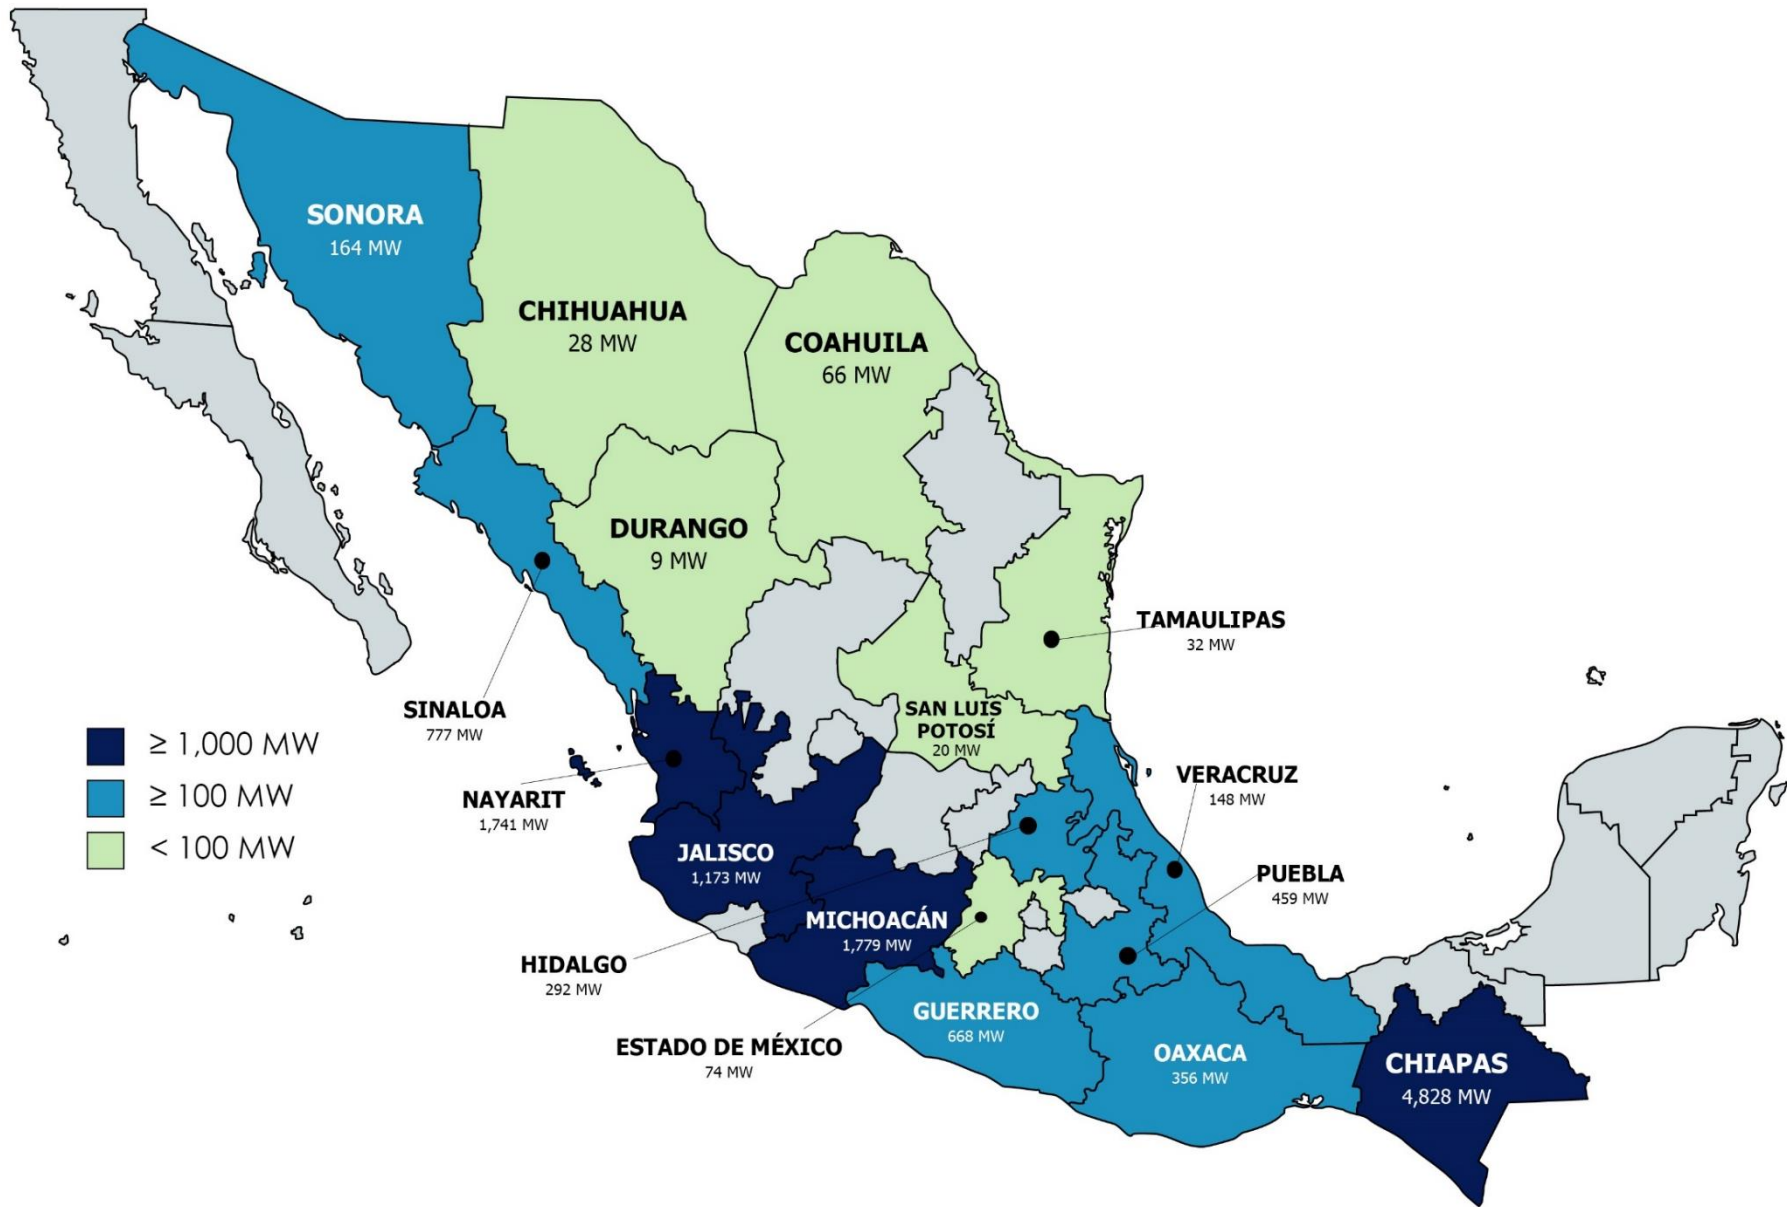 SONORA
164 MW
CHIHUAHUA
28 MW
COAHUILA
66 MW
DURANGO
9 MW
TAMAULIPAS
32 MW
SINALOA
777 MW
SAN LUIS
POTOSÍ
20 MW
≥ 1,000 MW
≥ 100 MW
< 100 MW
NAYARIT
1,741 MW
VERACRUZ
148 MW
JALISCO
1,173 MW
PUEBLA
459 MW
MICHOACÁN
1,779 MW
HIDALGO
292 MW
GUERRERO
668 MW
ESTADO DE MÉXICO
74 MW
OAXACA
356 MW
CHIAPAS
4,828 MW